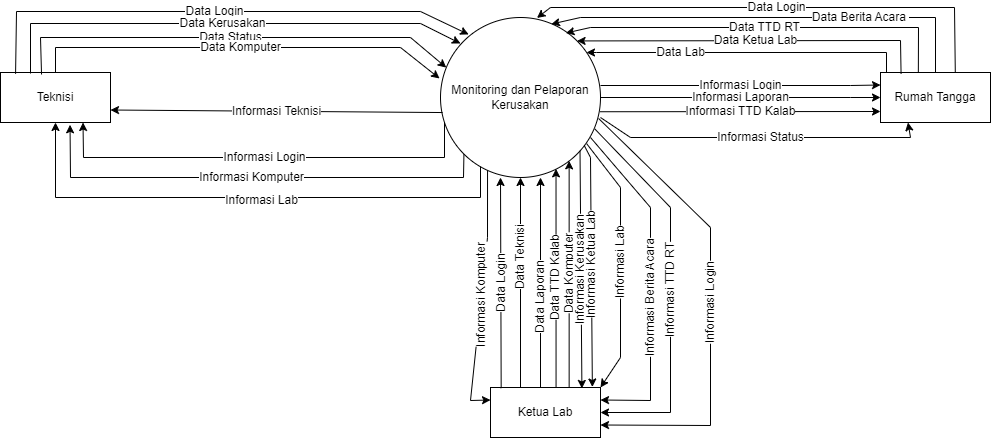 Data Login
Data Kerusakan
Data Status
Data Komputer
Teknisi
Informasi Teknisi
Informasi Login
Informasi Komputer
Informasi Lab
Monitoring dan Pelaporan
Kerusakan
Data Login
Data Berita Acara
Data TTD RT
Data Ketua Lab
Data Lab
Informasi Login
Informasi Laporan
Informasi TTD Kalab
Informasi Status
Rumah Tangga
Informasi Komputer
Data Login
Data Teknisi
Data Laporan
Data TTD Kalab
Data Komputer
Informasi Kerusakan
Informasi Ketua Lab
Informasi Lab
Informasi Berita Acara
Informasi TTD RT
Informasi Login
Ketua Lab